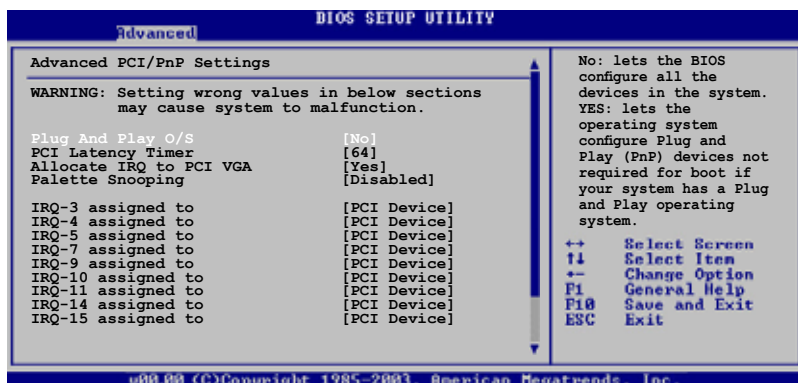 BIOS SETUP UTILITY
Advanced
Advanced PCI/PnP Settings
WARNING: Setting wrong values in below sections
may cause system to malfunction.
Plug And Play O/S [No]
PCI Latency Timer [64]
Allocate IRQ to PCI VGA [Yes]
Palette Snooping [Disabled]
IRQ-3 assigned to [PCI Device]
IRQ-4 assigned to [PCI Device]
IRQ-5 assigned to [PCI Device]
IRQ-7 assigned to [PCI Device]
IRQ-9 assigned to [PCI Device]
IRQ-10 assigned to [PCI Device]
IRQ-11 assigned to [PCI Device]
IRQ-14 assigned to [PCI Device]
IRQ-15 assigned to [PCI Device]
No: lets the BIOS
configure all the
devices in the system.
YES: lets the
operating system
configure Plug and
Play (PnP) devices not
required for boot if
your system has a Plug
and Play operating
system.
↔ Select Screen
↑↓ Select Item
+- Change Option
F1 General Help
F10 Save and Exit
ESC Exit
v00.00 (C)Copyright 1985-2003, American Megatrends, Inc.